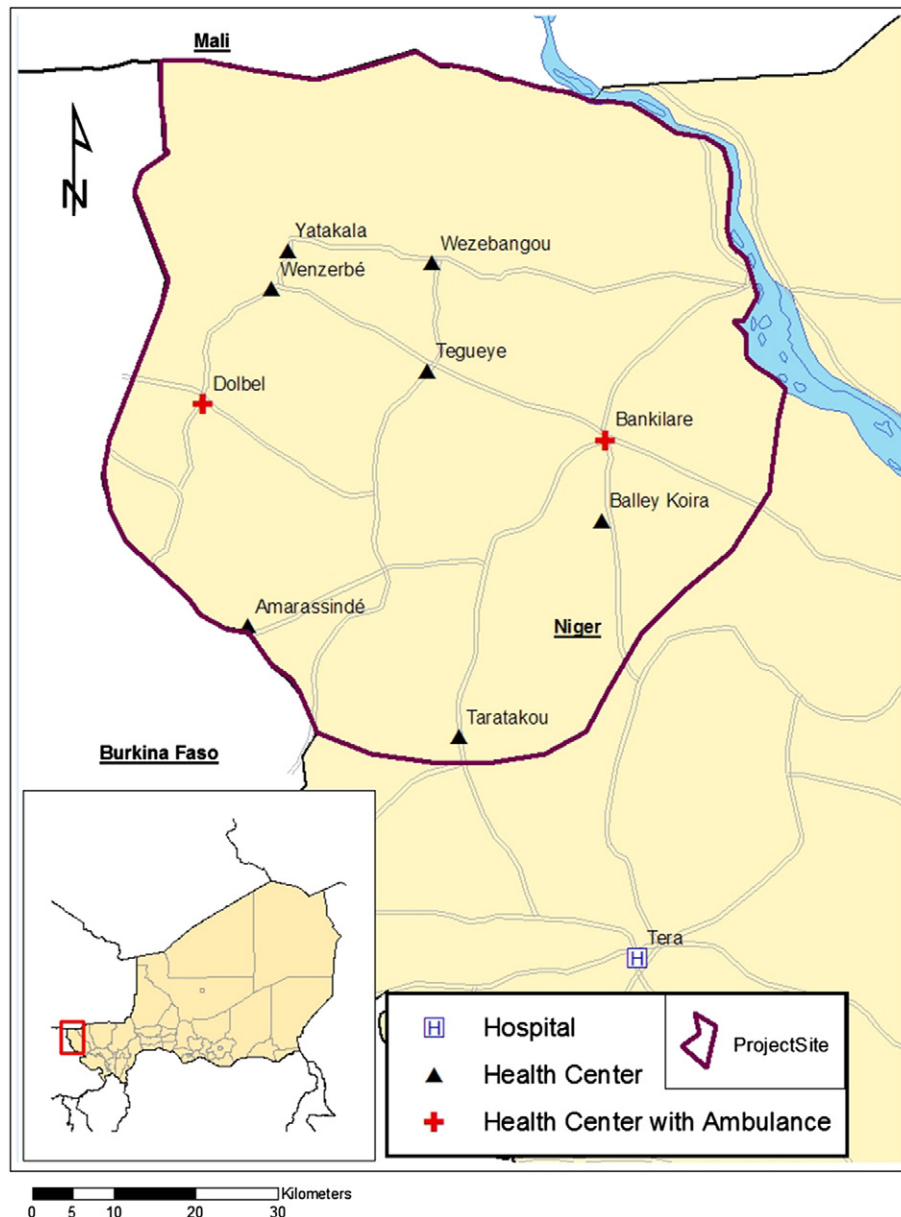 Mali
N
Yatakala
Wezebangou
Wenzerbé
Tegueye
Dolbel
Bankilare
Balley Koira
Amarassindé
Niger
Taratakou
Burkina Faso
Tera
H
H Hospital
Health Center
Health Center with Ambulance
ProjectSite
Kilometers
0 5 10 20 30